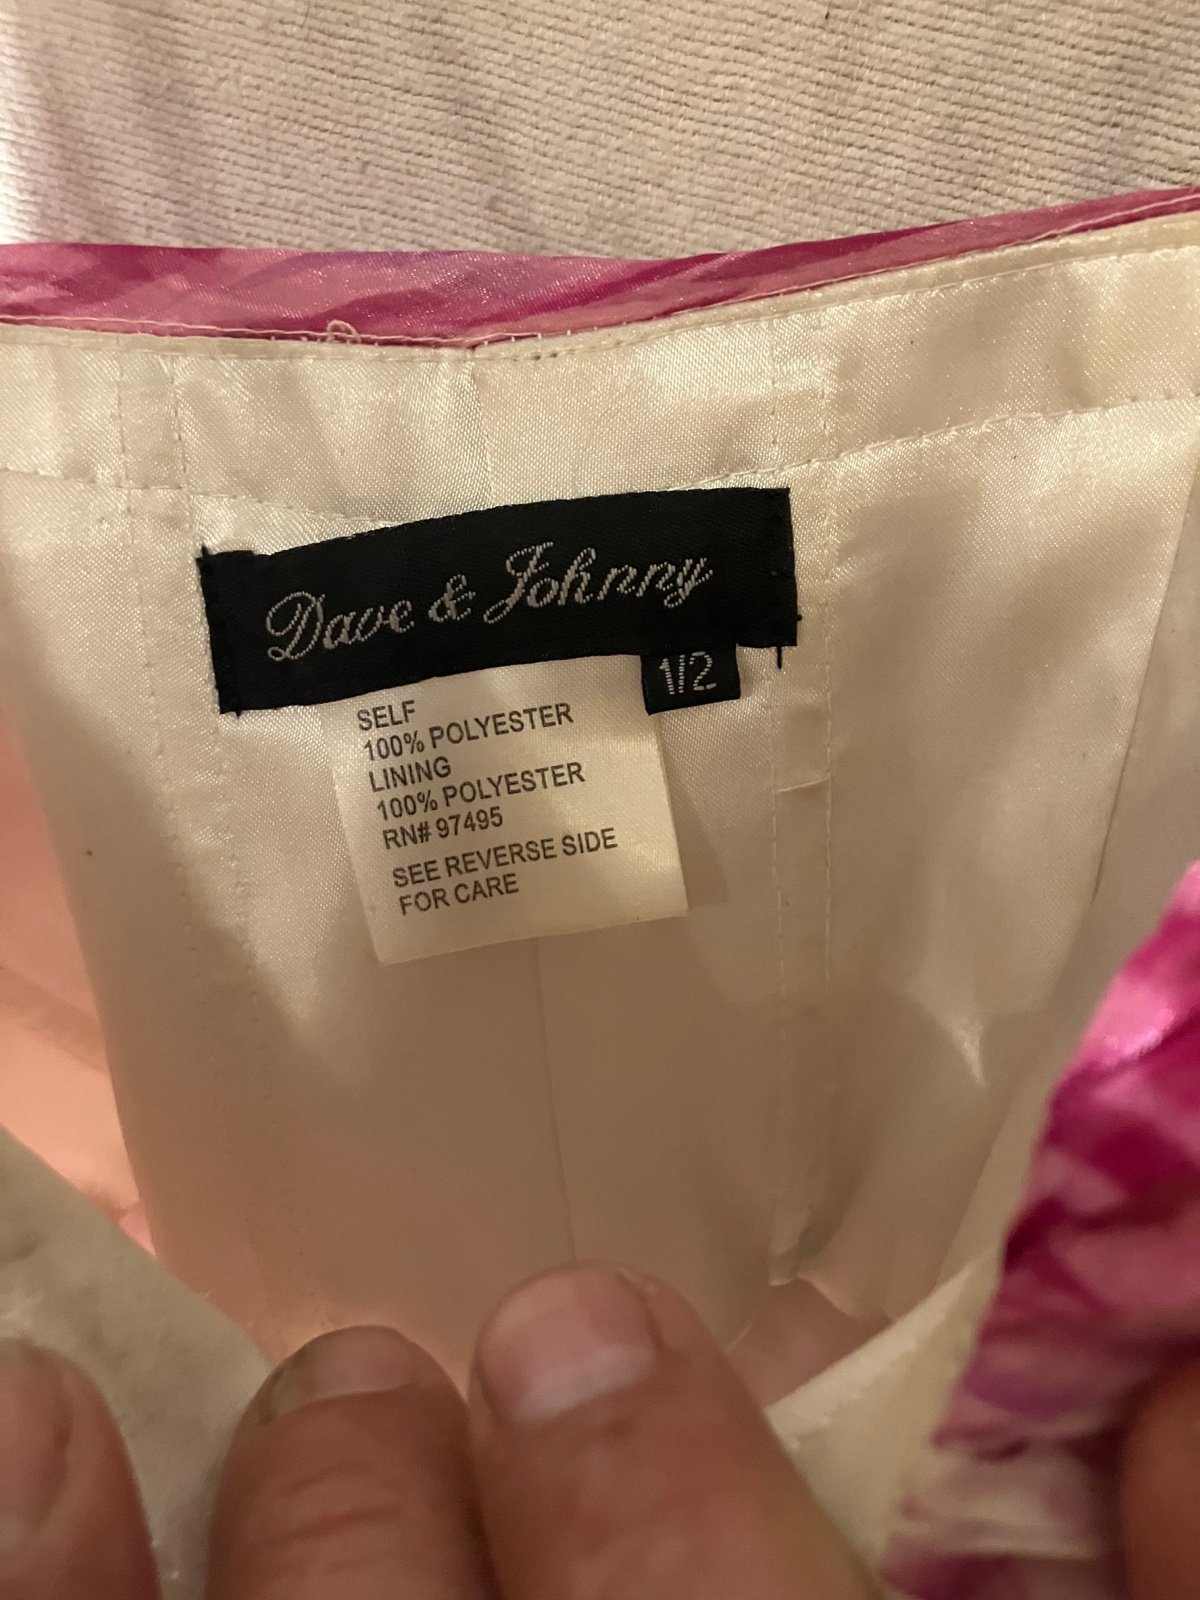 Dave & Johnny
1/2
SELF
100% POLYESTER
LINING
100% POLYESTER
RN# 97495
SEE REVERSE SIDE
FOR CARE